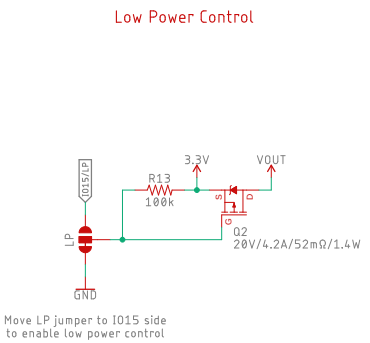 Low Power Control
IO15/LP
3.3V
VOUT
R13
100k
S
D
G
Q2
20V/4.2A/52mΩ/1.4W
LP
GND
Move LP jumper to IO15 side
to enable low power control